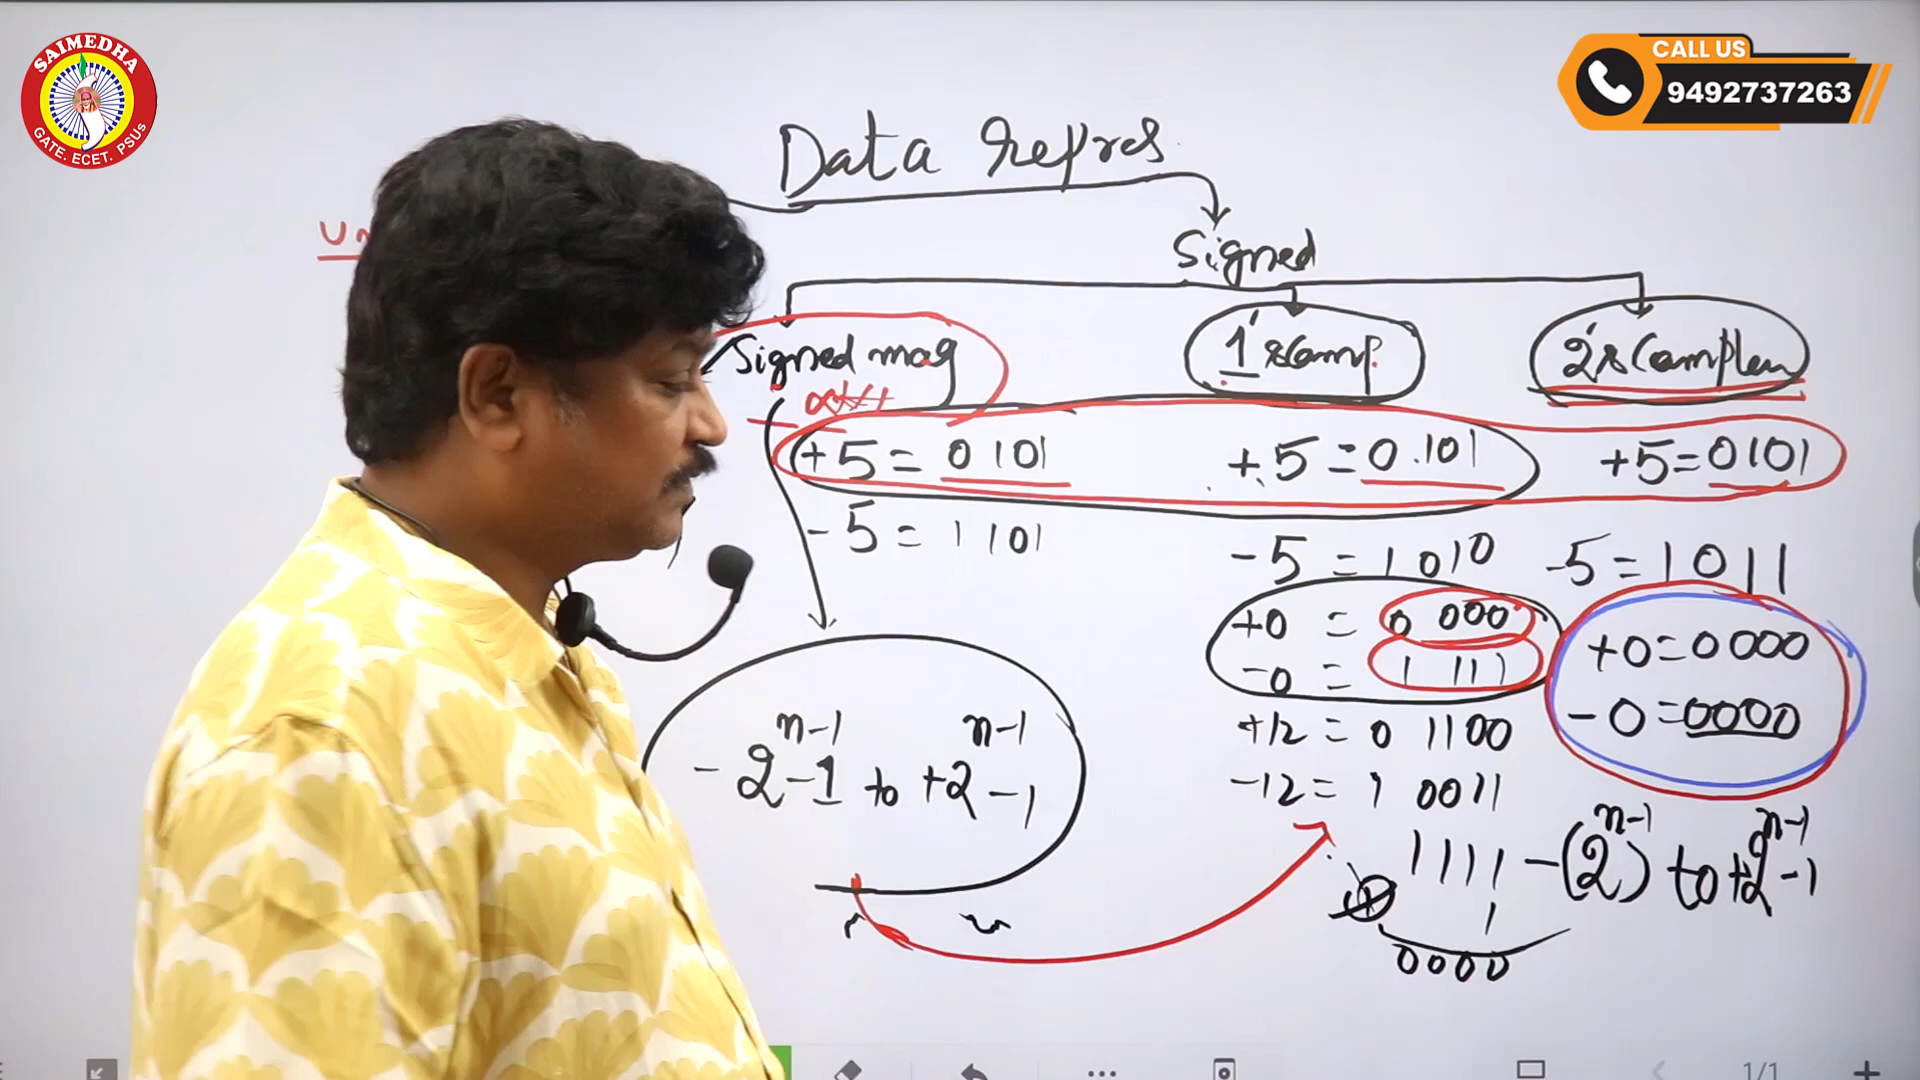 SAIMEDHA
GATE. ECET. PSUs
CALL US
9492737263
Data repres
Un
Signed
Signed mag
1's comp.
2's Complem
+5 = 0101
+5 = 0.101
+5=0101
-5 = 1101
-5 = 1010
-5 = 1011
+0 = 0 000
-0 = 1 111
+0=0000
-0=0000
+12 = 0 1100
-12 = 1 0011
-2^{n-1}-1 to +2^{n-1}-1
-(2^{n-1}) to +2^{n-1}-1
1111
1
0000
1/1